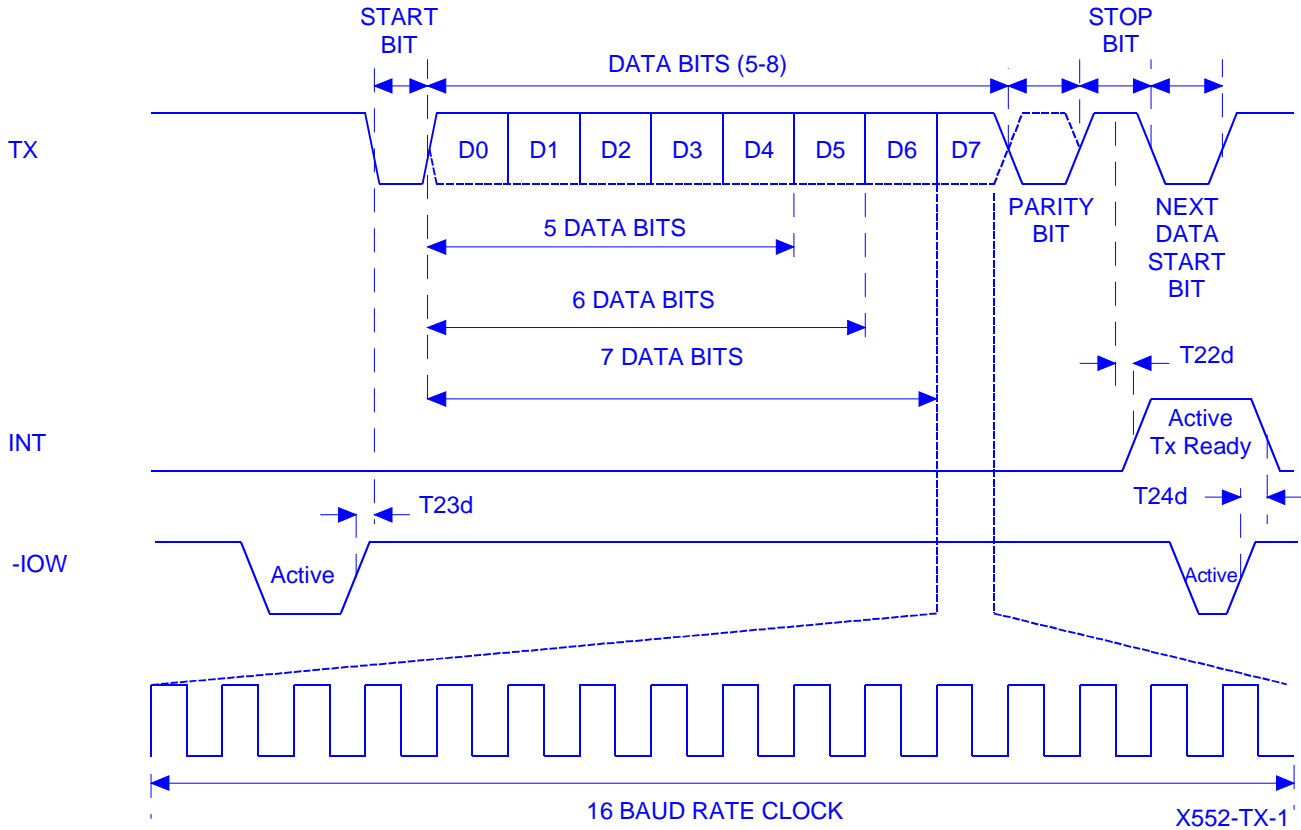 START
BIT
DATA BITS (5-8)
STOP
BIT
TX
D0 D1 D2 D3 D4 D5 D6 D7
PARITY
BIT
NEXT
DATA
START
BIT
5 DATA BITS
6 DATA BITS
7 DATA BITS
T22d
INT
Active
Tx Ready
T23d
T24d
-IOW
Active
Active
16 BAUD RATE CLOCK
X552-TX-1